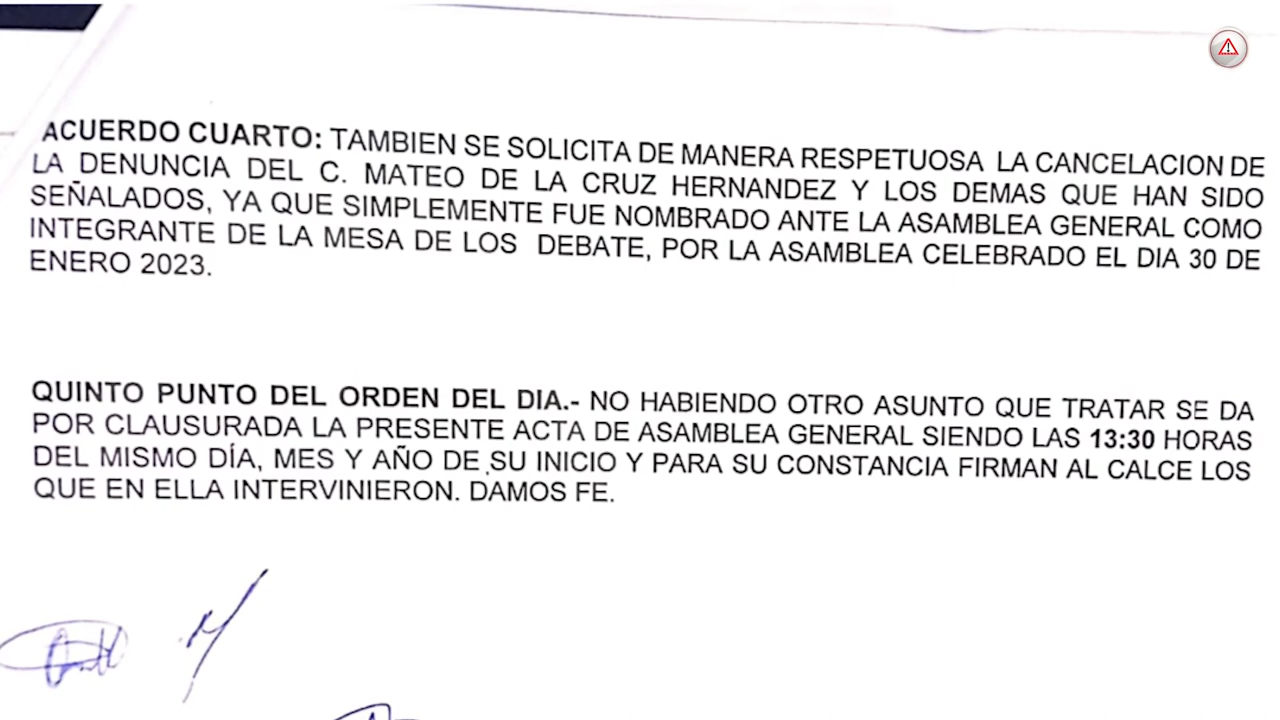 ACUERDO CUARTO: TAMBIEN SE SOLICITA DE MANERA RESPETUOSA LA CANCELACION DE
LA DENUNCIA DEL C. MATEO DE LA CRUZ HERNANDEZ Y LOS DEMAS QUE HAN SIDO
SEÑALADOS, YA QUE SIMPLEMENTE FUE NOMBRADO ANTE LA ASAMBLEA GENERAL COMO
INTEGRANTE DE LA MESA DE LOS DEBATE, POR LA ASAMBLEA CELEBRADO EL DIA 30 DE
ENERO 2023.
QUINTO PUNTO DEL ORDEN DEL DIA.- NO HABIENDO OTRO ASUNTO QUE TRATAR SE DA
POR CLAUSURADA LA PRESENTE ACTA DE ASAMBLEA GENERAL SIENDO LAS 13:30 HORAS
DEL MISMO DÍA, MES Y AÑO DE SU INICIO Y PARA SU CONSTANCIA FIRMAN AL CALCE LOS
QUE EN ELLA INTERVINIERON. DAMOS FE.